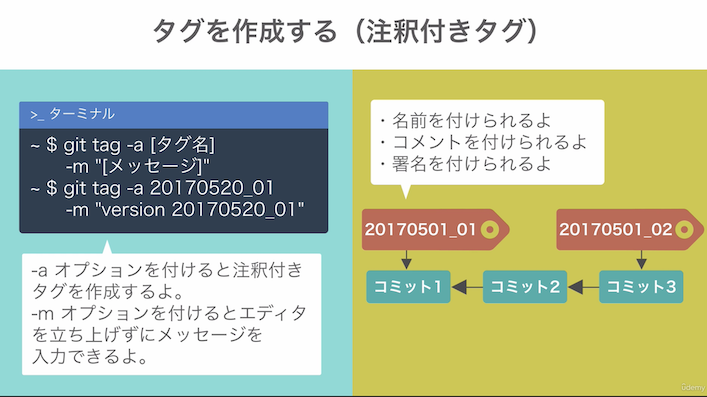 タグを作成する（注釈付きタグ）
>_ ターミナル
~ $ git tag -a [タグ名]
-m "[メッセージ]"
~ $ git tag -a 20170520_01
-m "version 20170520_01"
-a オプションを付けると注釈付き
タグを作成するよ。
-m オプションを付けるとエディタ
を立ち上げずにメッセージを
入力できるよ。
・名前を付けられるよ
・コメントを付けられるよ
・署名を付けられるよ
20170501_01
20170501_02
コミット1
コミット2
コミット3
ûdemy